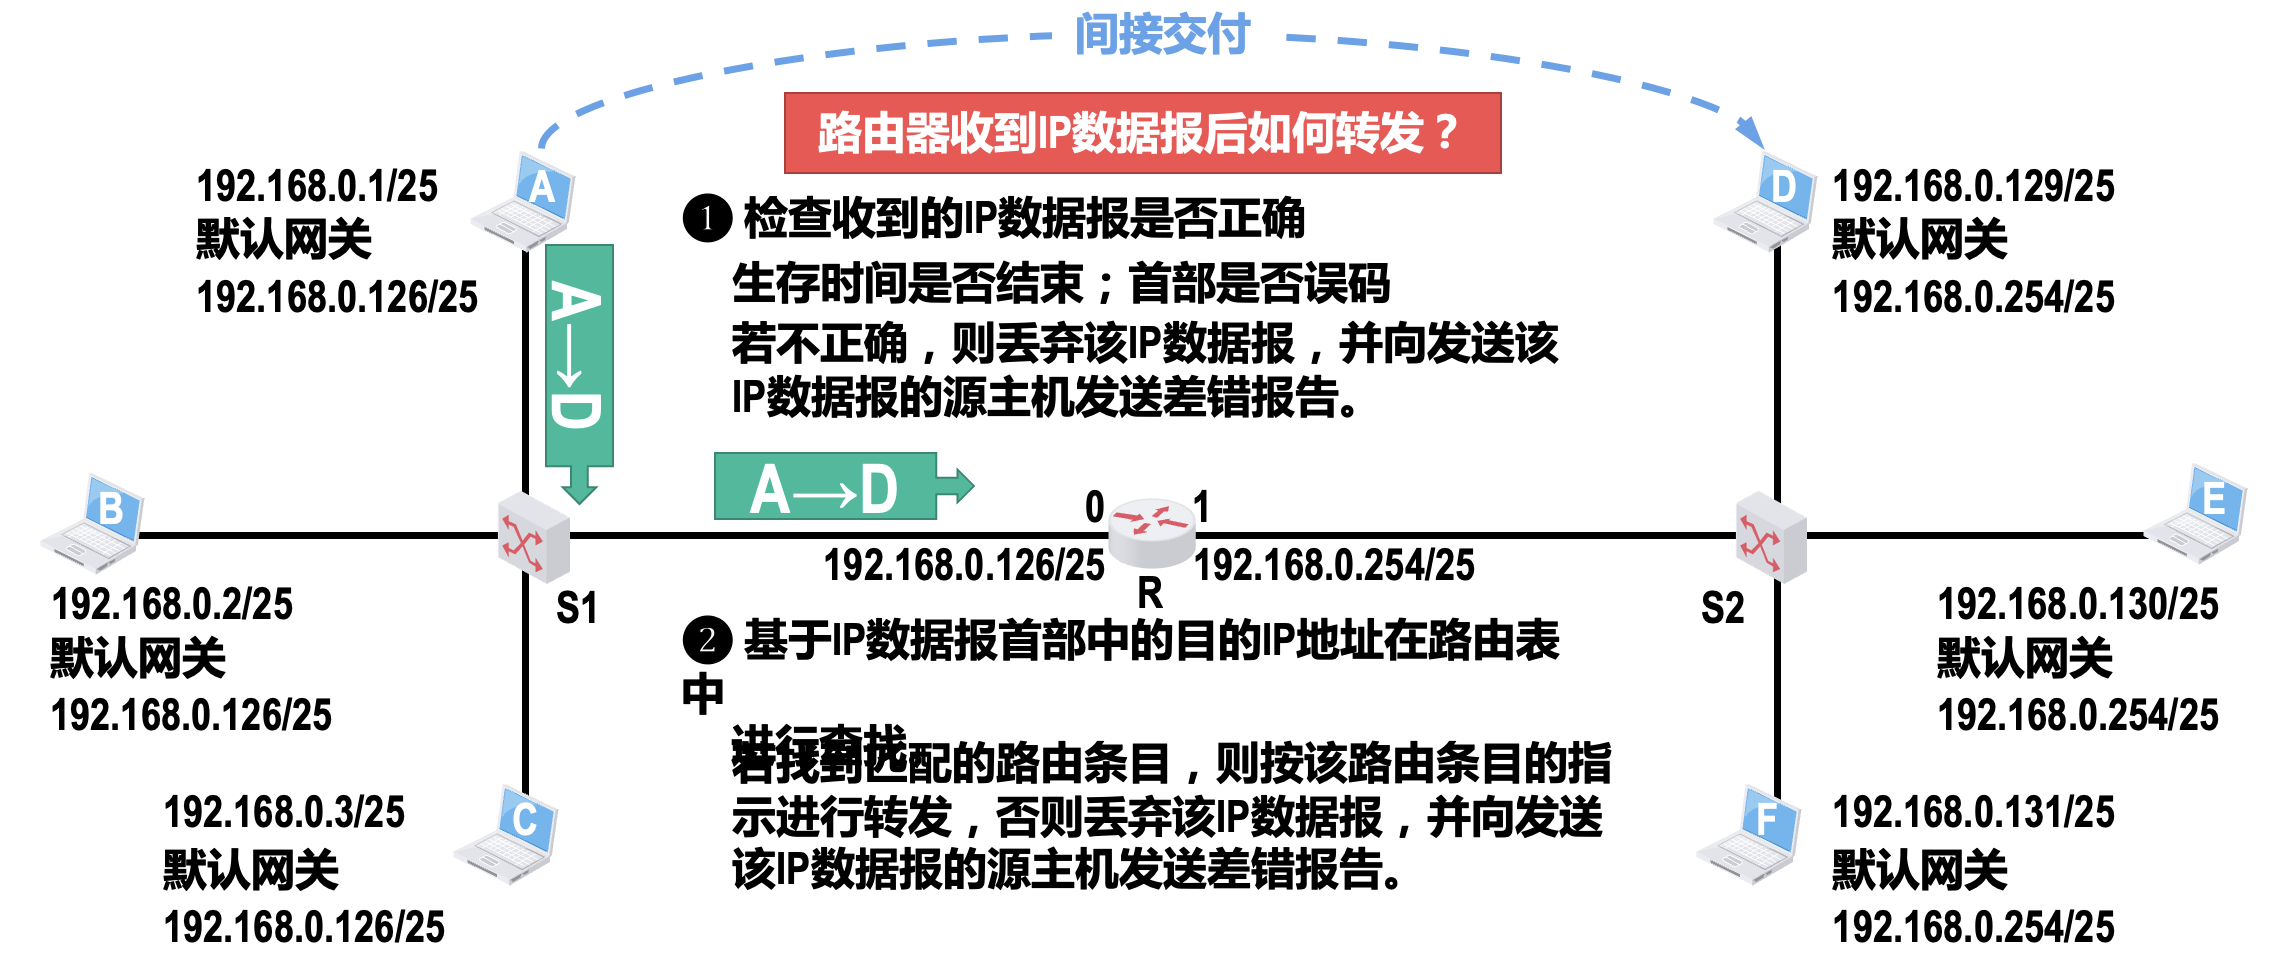 间接交付
路由器收到IP数据报后如何转发？
A
192.168.0.1/25
默认网关
192.168.0.126/25
D
192.168.0.129/25
默认网关
192.168.0.254/25
❶ 检查收到的IP数据报是否正确
生存时间是否结束；首部是否误码
若不正确，则丢弃该IP数据报，并向发送该
IP数据报的源主机发送差错报告。
A→D
A→D
B
192.168.0.2/25
默认网关
192.168.0.126/25
S1
0
1
192.168.0.126/25
192.168.0.254/25
R
S2
E
192.168.0.130/25
默认网关
192.168.0.254/25
❷ 基于IP数据报首部中的目的IP地址在路由表
中
进行查找
若找到匹配的路由条目，则按该路由条目的指
示进行转发，否则丢弃该IP数据报，并向发送
该IP数据报的源主机发送差错报告。
C
192.168.0.3/25
默认网关
192.168.0.126/25
F
192.168.0.131/25
默认网关
192.168.0.254/25